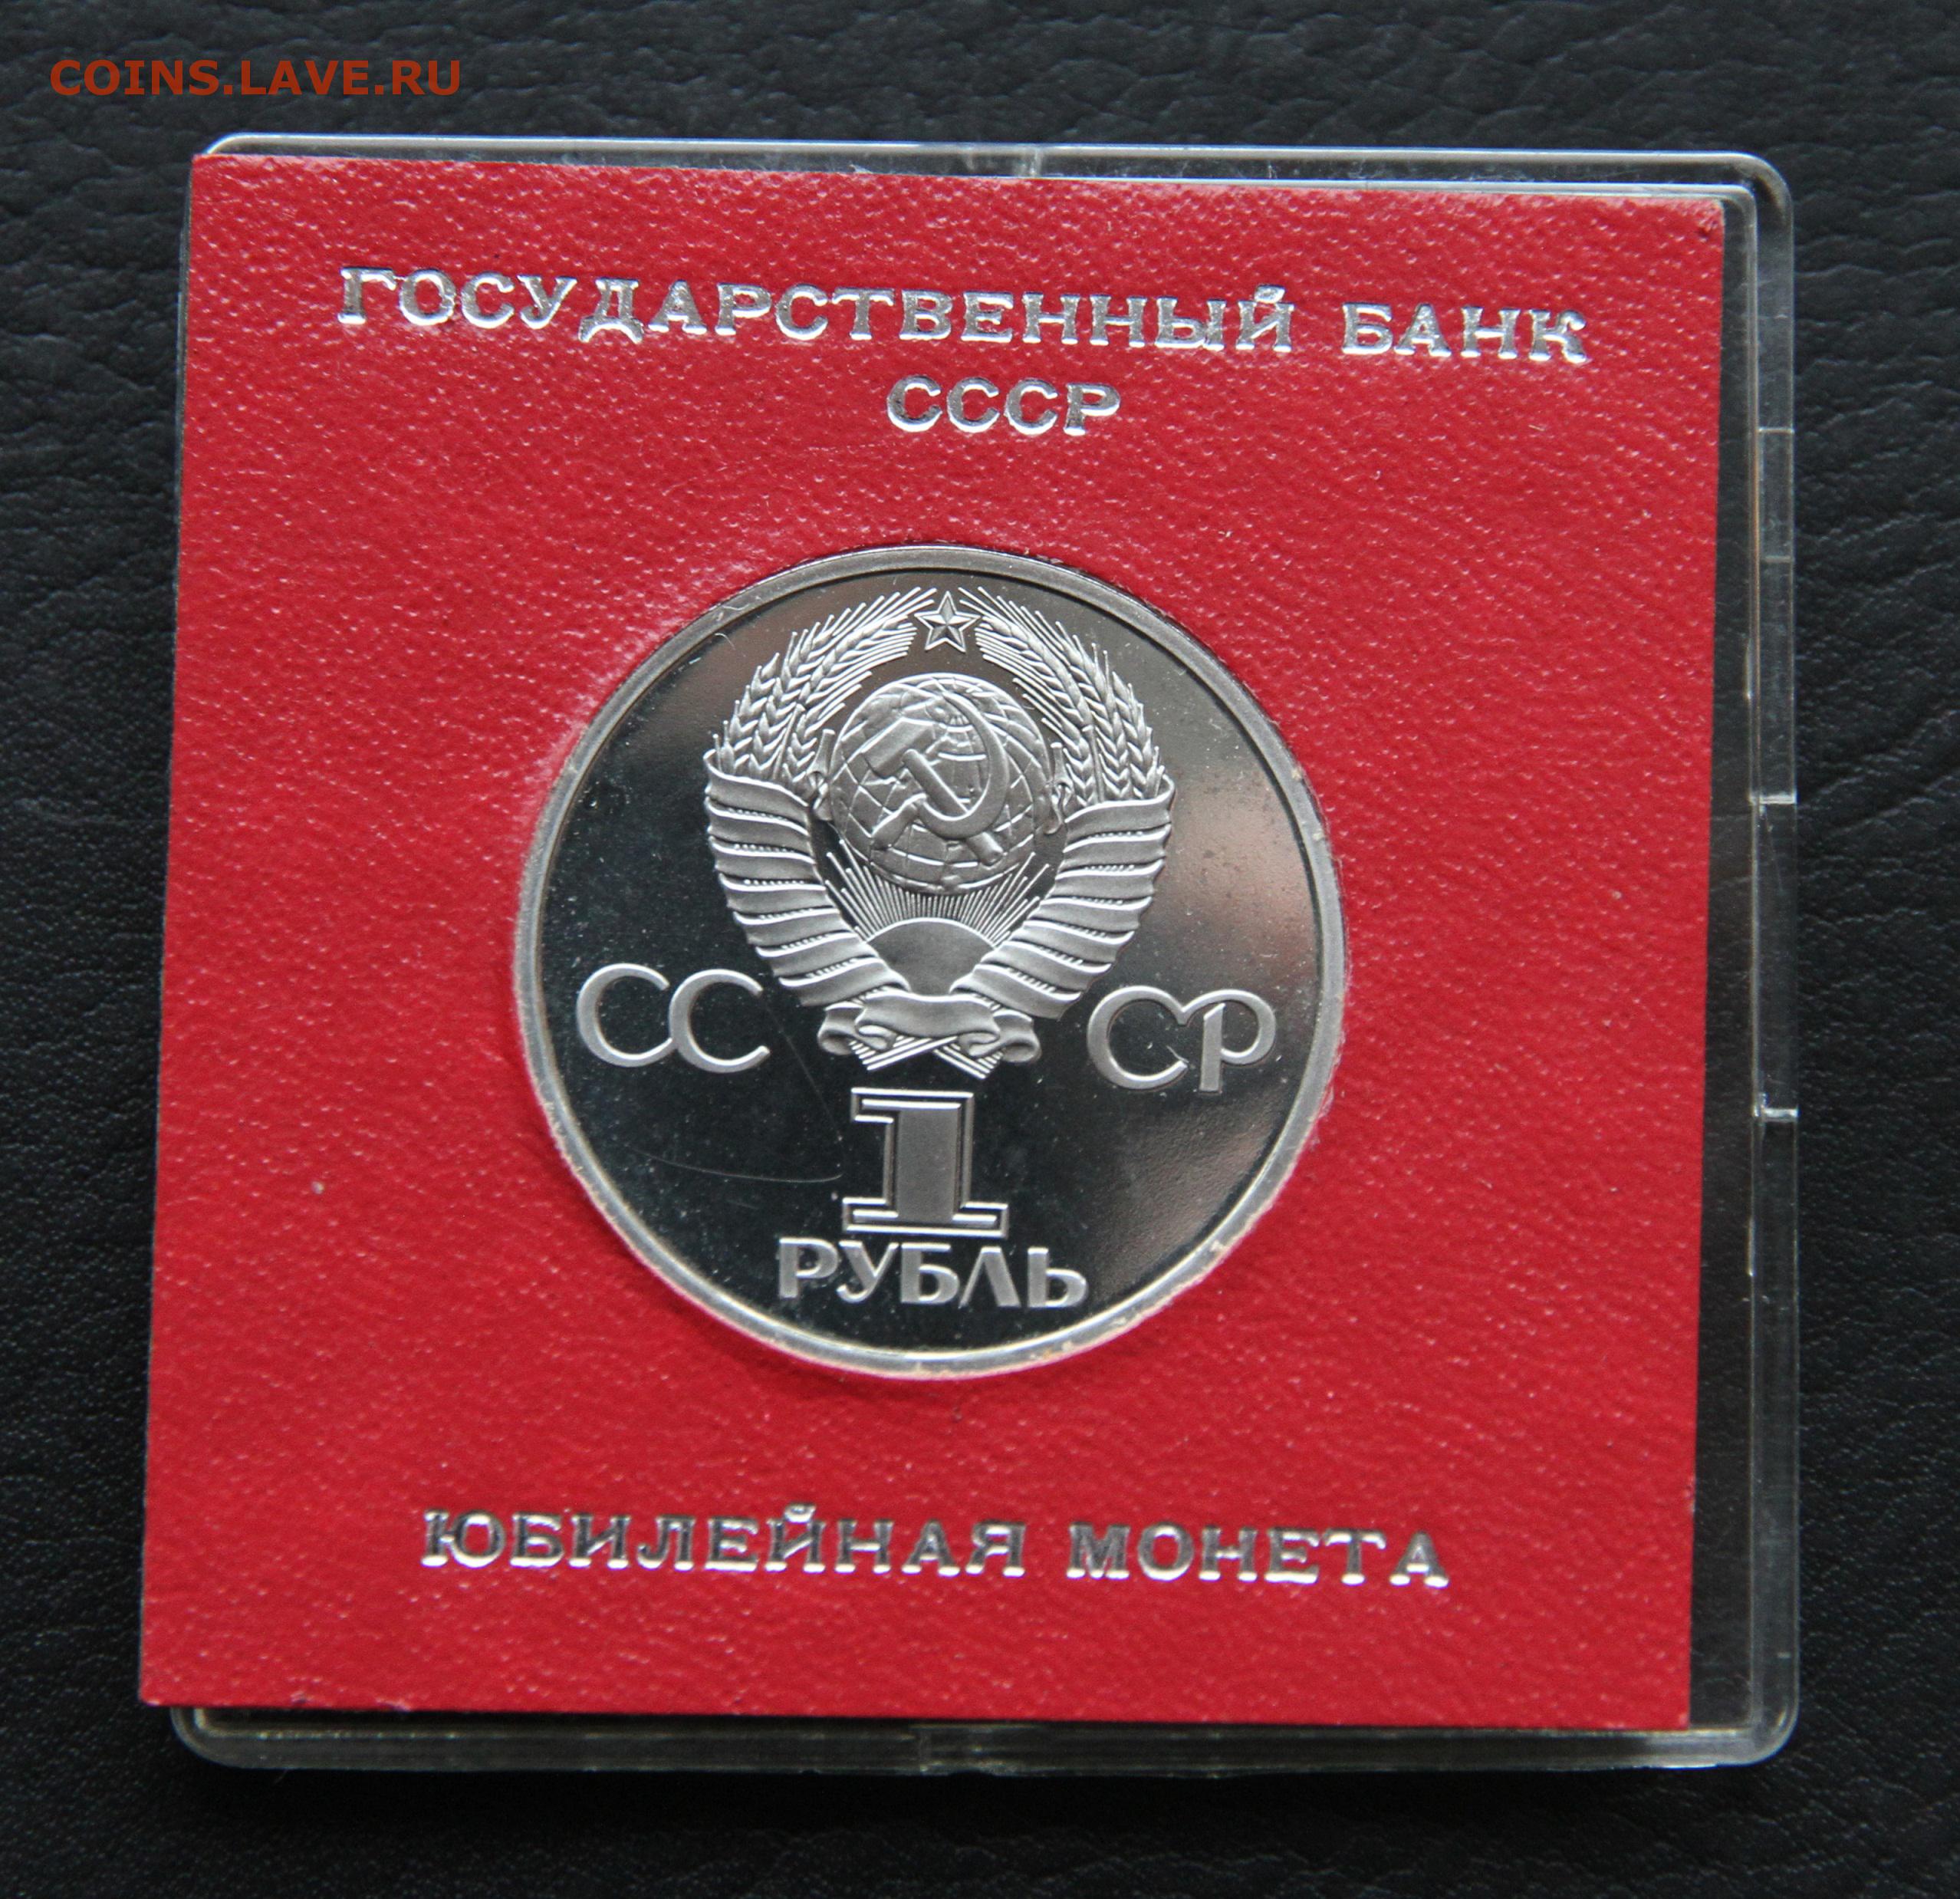 COINS.LAVE.RU
ГОСУДАРСТВЕННЫЙ БАНК
СССР
СС СР
1
РУБЛЬ
ЮБИЛЕЙНАЯ МОНЕТА